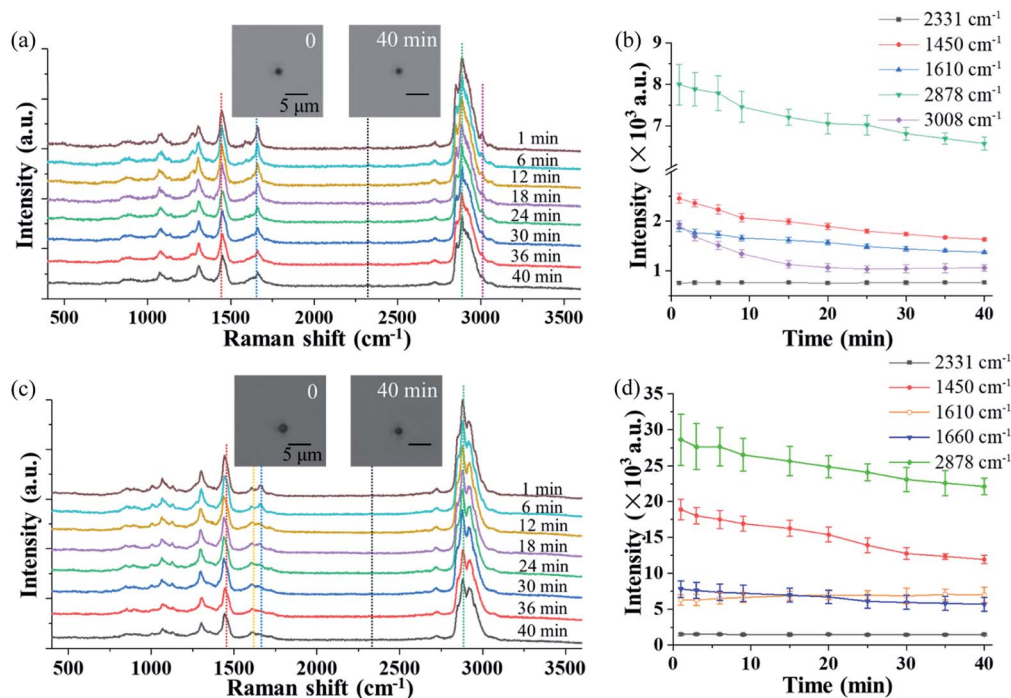 (a)
0
40 min
5 μm
1 min
6 min
12 min
18 min
24 min
30 min
36 min
40 min
Intensity (a.u.)
500 1000 1500 2000 2500 3000 3500
Raman shift (cm⁻¹)
(b)
2331 cm⁻¹
1450 cm⁻¹
1610 cm⁻¹
2878 cm⁻¹
3008 cm⁻¹
9
8
7
2
1
Intensity (× 10³ a.u.)
0 10 20 30 40
Time (min)
(c)
0
40 min
5 μm
1 min
6 min
12 min
18 min
24 min
30 min
36 min
40 min
Intensity (a.u.)
500 1000 1500 2000 2500 3000 3500
Raman shift (cm⁻¹)
(d)
2331 cm⁻¹
1450 cm⁻¹
1610 cm⁻¹
1660 cm⁻¹
2878 cm⁻¹
35
30
25
20
15
10
5
0
Intensity (×10³ a.u.)
0 10 20 30 40
Time (min)